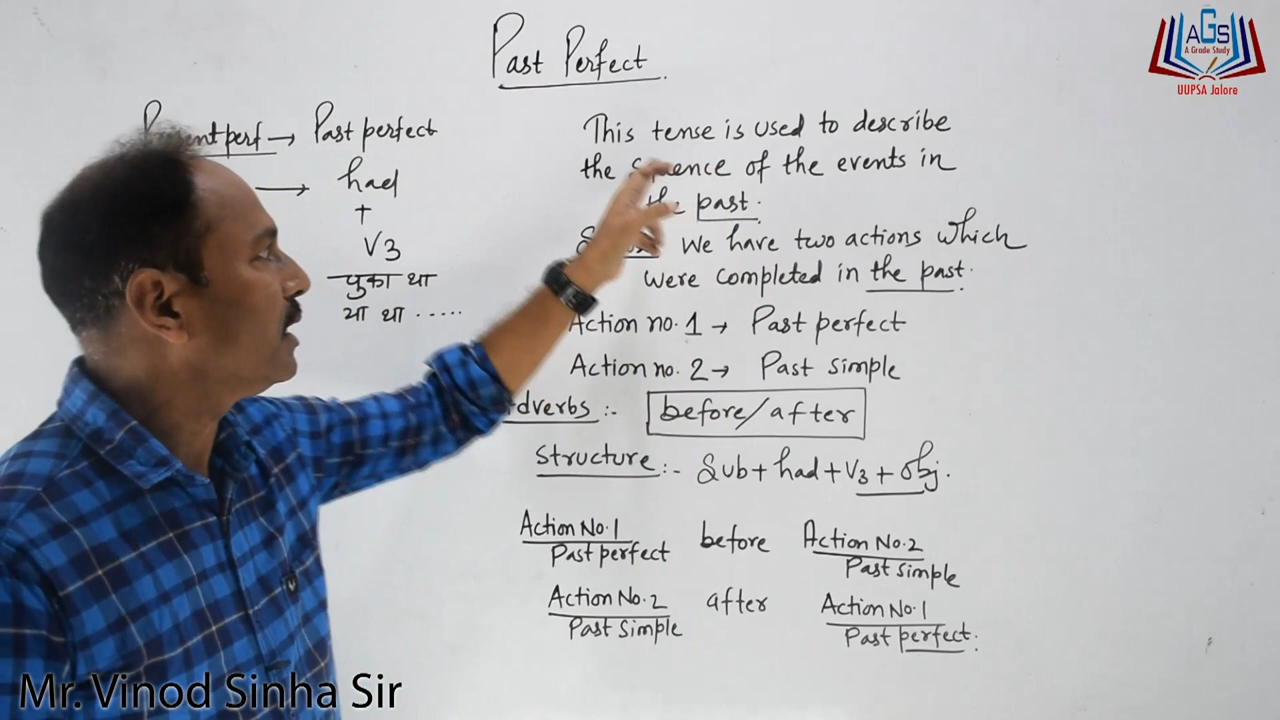 Past Perfect
AGS
A Grade Study
UUPSA Jalore
perf → Past perfect
→ had
+
V3
चुका था
या था .....
This tense is used to describe
the of the events in
the past.
We have two actions which
were completed in the past.
Action no. 1 → Past perfect
Action no. 2 → Past simple
:- before/after
Structure :- Sub + had + V3 + obj.
Action No.1 before Action No.2
Past perfect Past simple
Action No.2 after Action No.1
Past simple Past perfect.
Mr. Vinod Sinha Sir